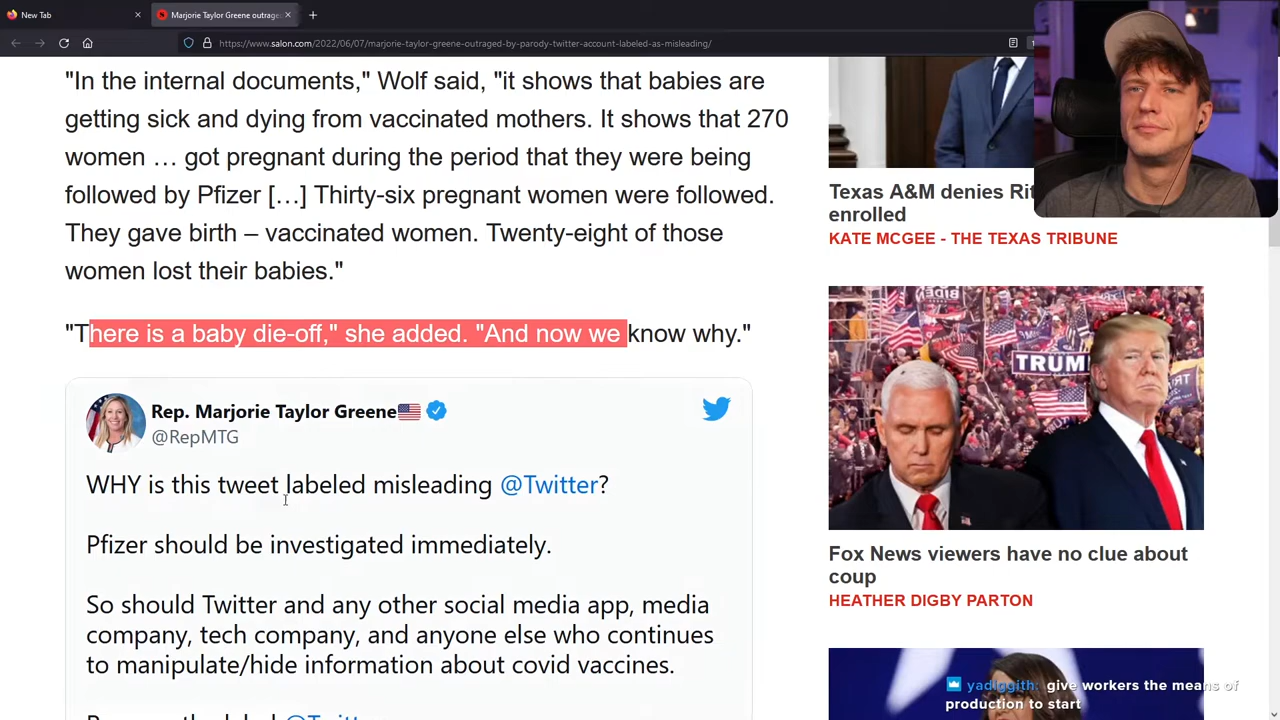 New Tab
Marjorie Taylor Greene outrage
https://www.salon.com/2022/06/07/marjorie-taylor-greene-outraged-by-parody-twitter-account-labeled-as-misleading/
"In the internal documents," Wolf said, "it shows that babies are
getting sick and dying from vaccinated mothers. It shows that 270
women … got pregnant during the period that they were being
followed by Pfizer […] Thirty-six pregnant women were followed.
They gave birth – vaccinated women. Twenty-eight of those
women lost their babies."
"There is a baby die-off," she added. "And now we know why."
Rep. Marjorie Taylor Greene
@RepMTG
WHY is this tweet labeled misleading @Twitter?
Pfizer should be investigated immediately.
So should Twitter and any other social media app, media
company, tech company, and anyone else who continues
to manipulate/hide information about covid vaccines.
Texas A&M denies
enrolled
KATE MCGEE - THE TEXAS TRIBUNE
BIDEN
TRUMP
Fox News viewers have no clue about
coup
HEATHER DIGBY PARTON
yadiggith: give workers the means of
production to start